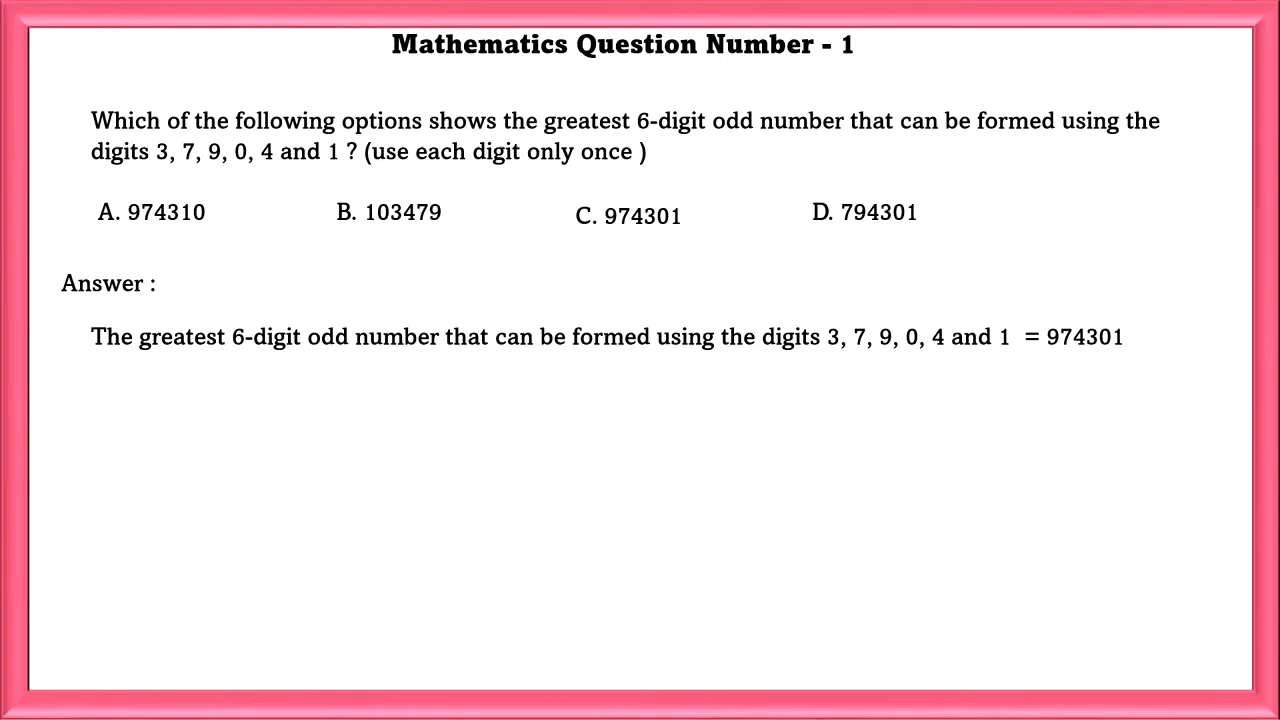 Mathematics Question Number - 1
Which of the following options shows the greatest 6-digit odd number that can be formed using the
digits 3, 7, 9, 0, 4 and 1 ? (use each digit only once )
A. 974310 B. 103479 C. 974301 D. 794301
Answer :
The greatest 6-digit odd number that can be formed using the digits 3, 7, 9, 0, 4 and 1 = 974301